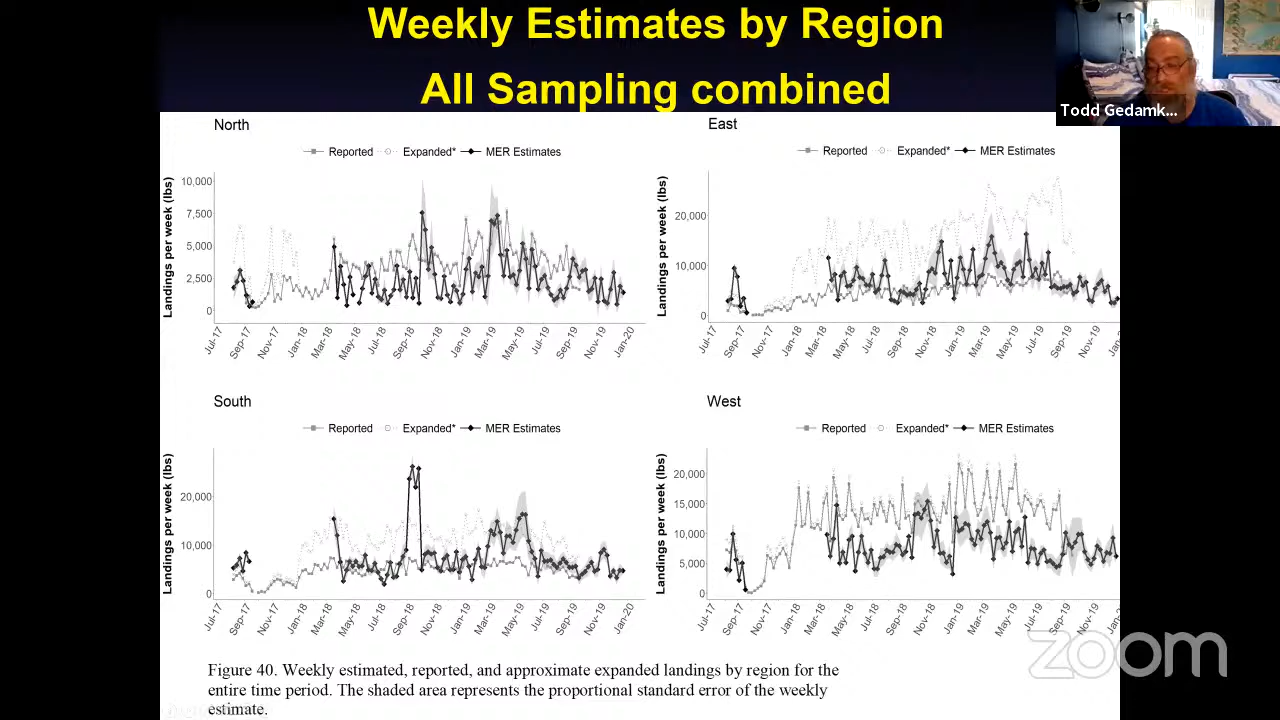 Weekly Estimates by Region
All Sampling combined
Todd Gedamk...
North
Reported Expanded* MER Estimates
Landings per week (lbs)
10,000
7,500
5,000
2,500
0
Jul-17 Sep-17 Nov-17 Jan-18 Mar-18 May-18 Jul-18 Sep-18 Nov-18 Jan-19 Mar-19 May-19 Jul-19 Sep-19 Nov-19 Jan-20
East
Reported Expanded* MER Estimates
Landings per week (lbs)
20,000
10,000
0
Jul-17 Sep-17 Nov-17 Jan-18 Mar-18 May-18 Jul-18 Sep-18 Nov-18 Jan-19 Mar-19 May-19 Jul-19 Sep-19 Nov-19 Ja
South
Reported Expanded* MER Estimates
Landings per week (lbs)
20,000
10,000
0
Jul-17 Sep-17 Nov-17 Jan-18 Mar-18 May-18 Jul-18 Sep-18 Nov-18 Jan-19 Mar-19 May-19 Jul-19 Sep-19 Nov-19 Jan-20
West
Reported Expanded* MER Estimates
Landings per week (lbs)
20,000
15,000
10,000
5,000
0
Jul-17 Sep-17 Nov-17 Jan-18 Mar-18 May-18 Jul-18 Sep-18 Nov-18 Jan-19 Mar-19 May-19 Jul-19 Sep-19 Nov-19 Ja
Figure 40. Weekly estimated, reported, and approximate expanded landings by region for the
entire time period. The shaded area represents the proportional standard error of the weekly
estimate.
zoom